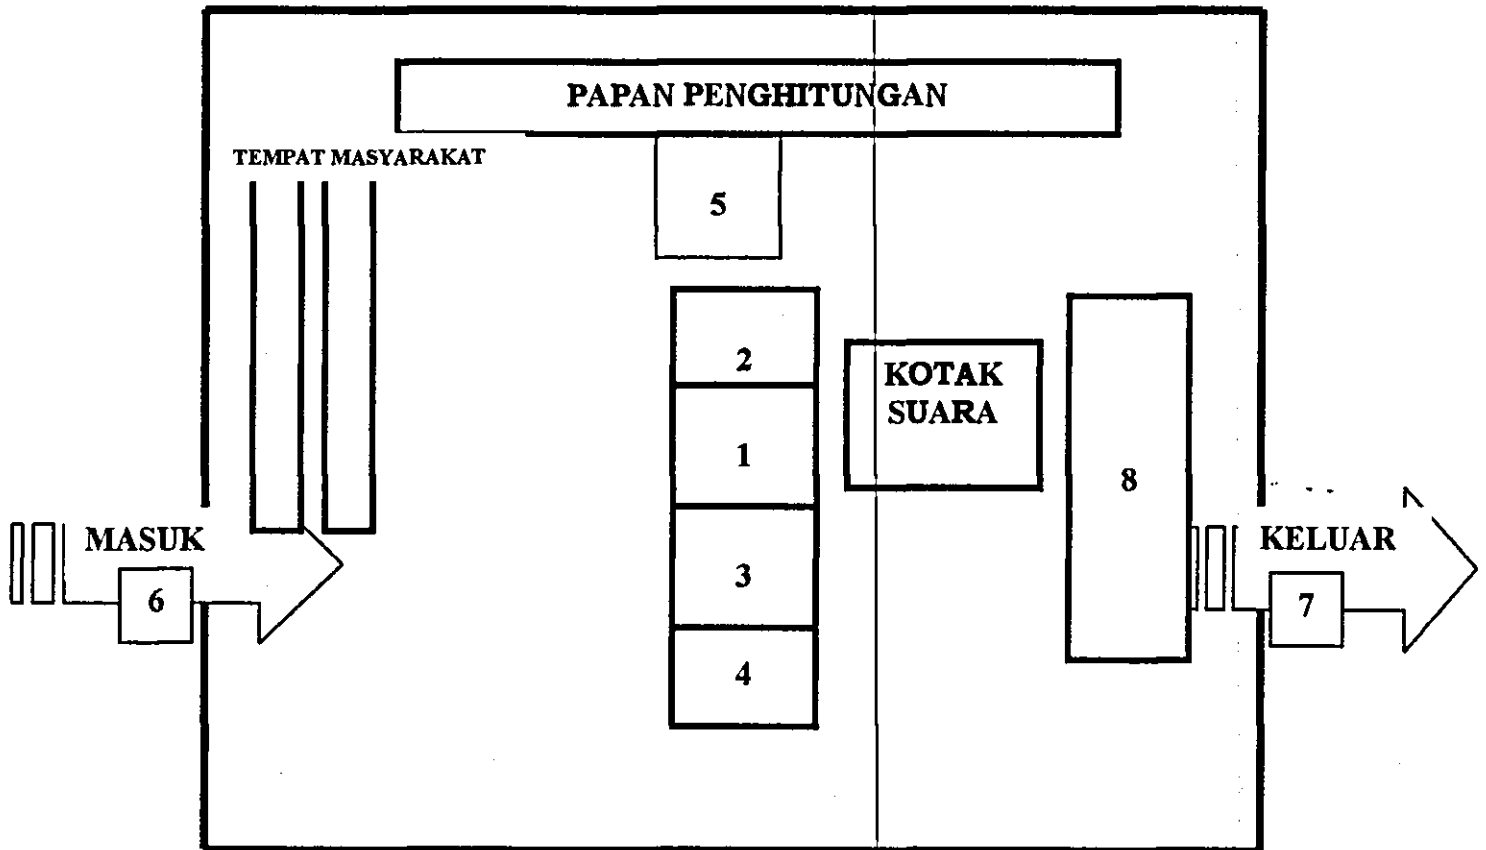 PAPAN PENGHITUNGAN
TEMPAT MASYARAKAT
5
2
KOTAK
SUARA
1
8
MASUK
KELUAR
3
6
7
4